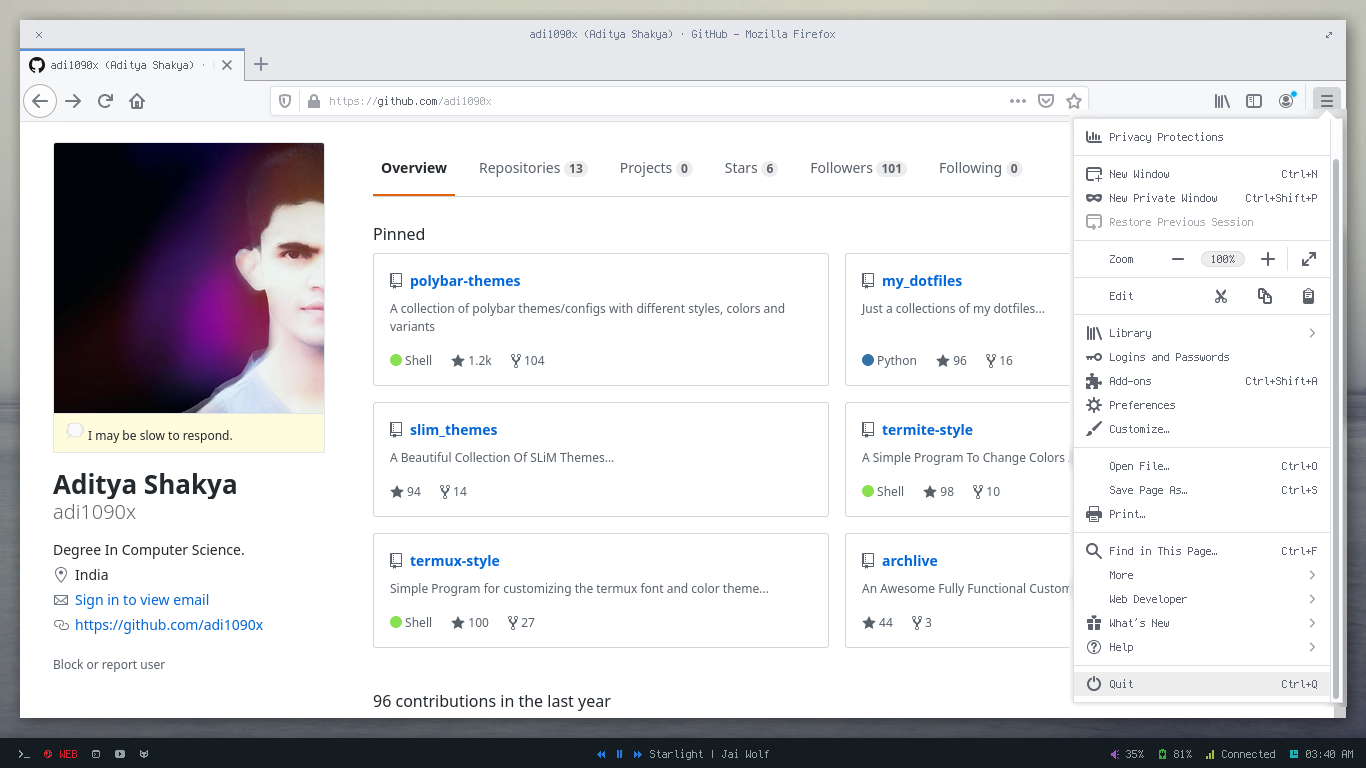 adi1090x (Aditya Shakya) · GitHub - Mozilla Firefox
adi1090x (Aditya Shakya) ·
https://github.com/adi1090x
I may be slow to respond.
Aditya Shakya
adi1090x
Degree In Computer Science.
India
Sign in to view email
https://github.com/adi1090x
Block or report user
Overview Repositories 13 Projects 0 Stars 6 Followers 101 Following 0
Pinned
polybar-themes
A collection of polybar themes/configs with different styles, colors and
variants
Shell 1.2k 104
my_dotfiles
Just a collections of my dotfiles...
Python 96 16
slim_themes
A Beautiful Collection Of SLiM Themes...
94 14
termite-style
A Simple Program To Change Colors
Shell 98 10
termux-style
Simple Program for customizing the termux font and color theme...
Shell 100 27
archlive
An Awesome Fully Functional Custom
44 3
96 contributions in the last year
Privacy Protections
New Window Ctrl+N
New Private Window Ctrl+Shift+P
Restore Previous Session
Zoom 100%
Edit
Library
Logins and Passwords
Add-ons Ctrl+Shift+A
Preferences
Customize…
Open File… Ctrl+O
Save Page As… Ctrl+S
Print…
Find in This Page… Ctrl+F
More
Web Developer
What's New
Help
Quit Ctrl+Q
WEB
Starlight | Jai Wolf
35% 81% Connected 03:40 AM